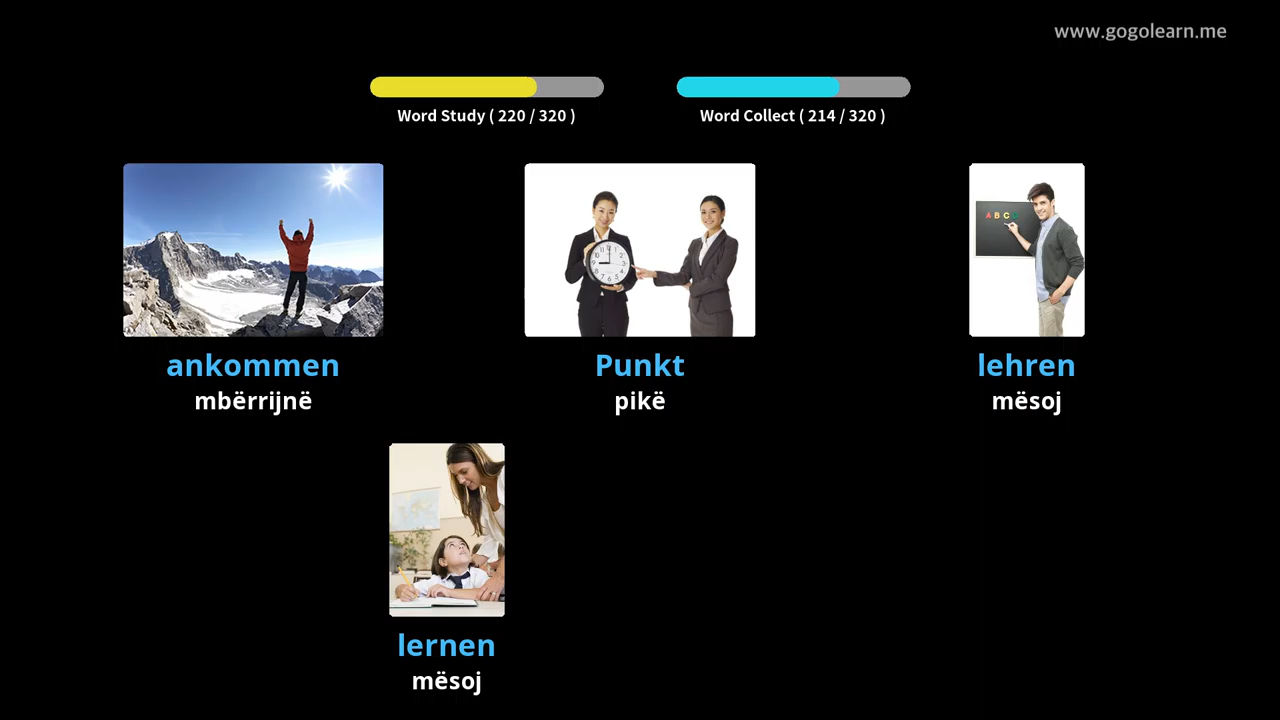 www.gogolearn.me
Word Study ( 220 / 320 )
Word Collect ( 214 / 320 )
ABCD
ankommen
mbërrijnë
Punkt
pikë
lehren
mësoj
lernen
mësoj